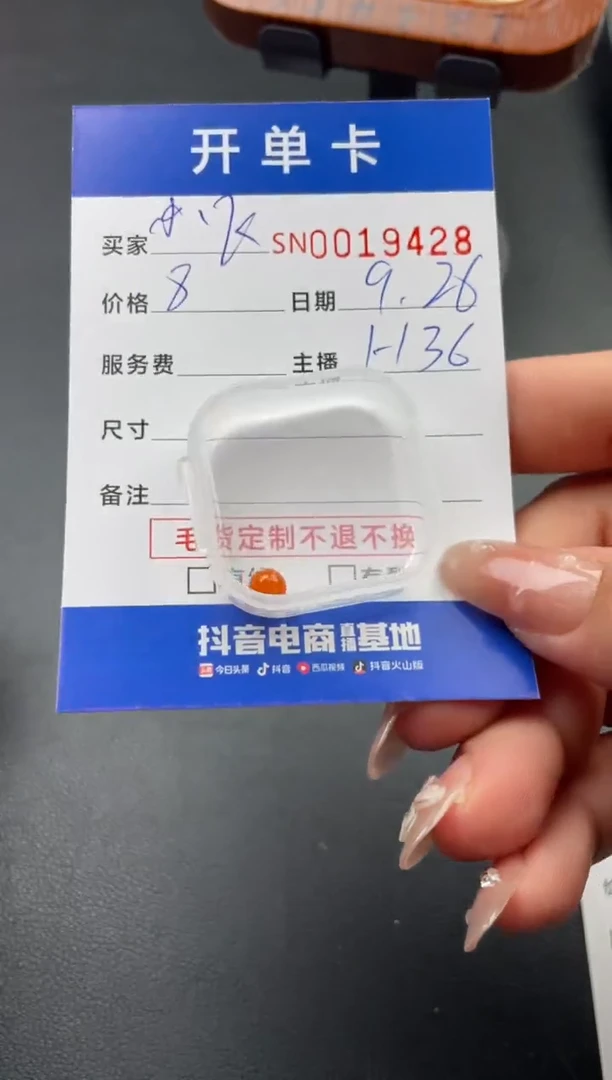 开单卡
买家 小飞 SN0019428
价格 8 日期 9.26
服务费 主播 1-136
尺寸
备注
毛货定制不退不换
抖音电商直播基地
今日头条 抖音 西瓜视频 抖音火山版